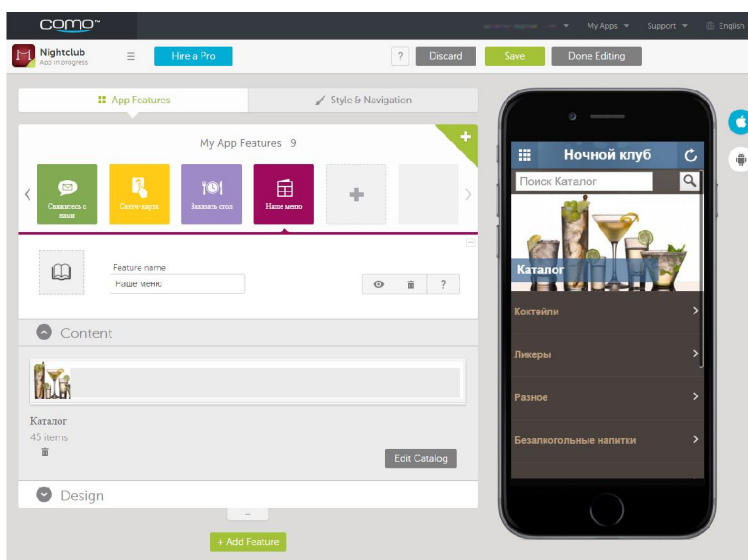 como™
My Apps
Support
English
Nightclub
App in progress
Hire a Pro
?
Discard
Save
Done Editing
App Features
Style & Navigation
My App Features 9
+
Свяжитесь с
нами
Скретч-карта
Заказать стол
Наше меню
+
Feature name
Наше меню
?
Content
Каталог
45 items
Edit Catalog
Design
+ Add Feature
Ночной клуб
Поиск Каталог
Каталог
Коктейли
Ликеры
Разное
Безалкогольные напитки